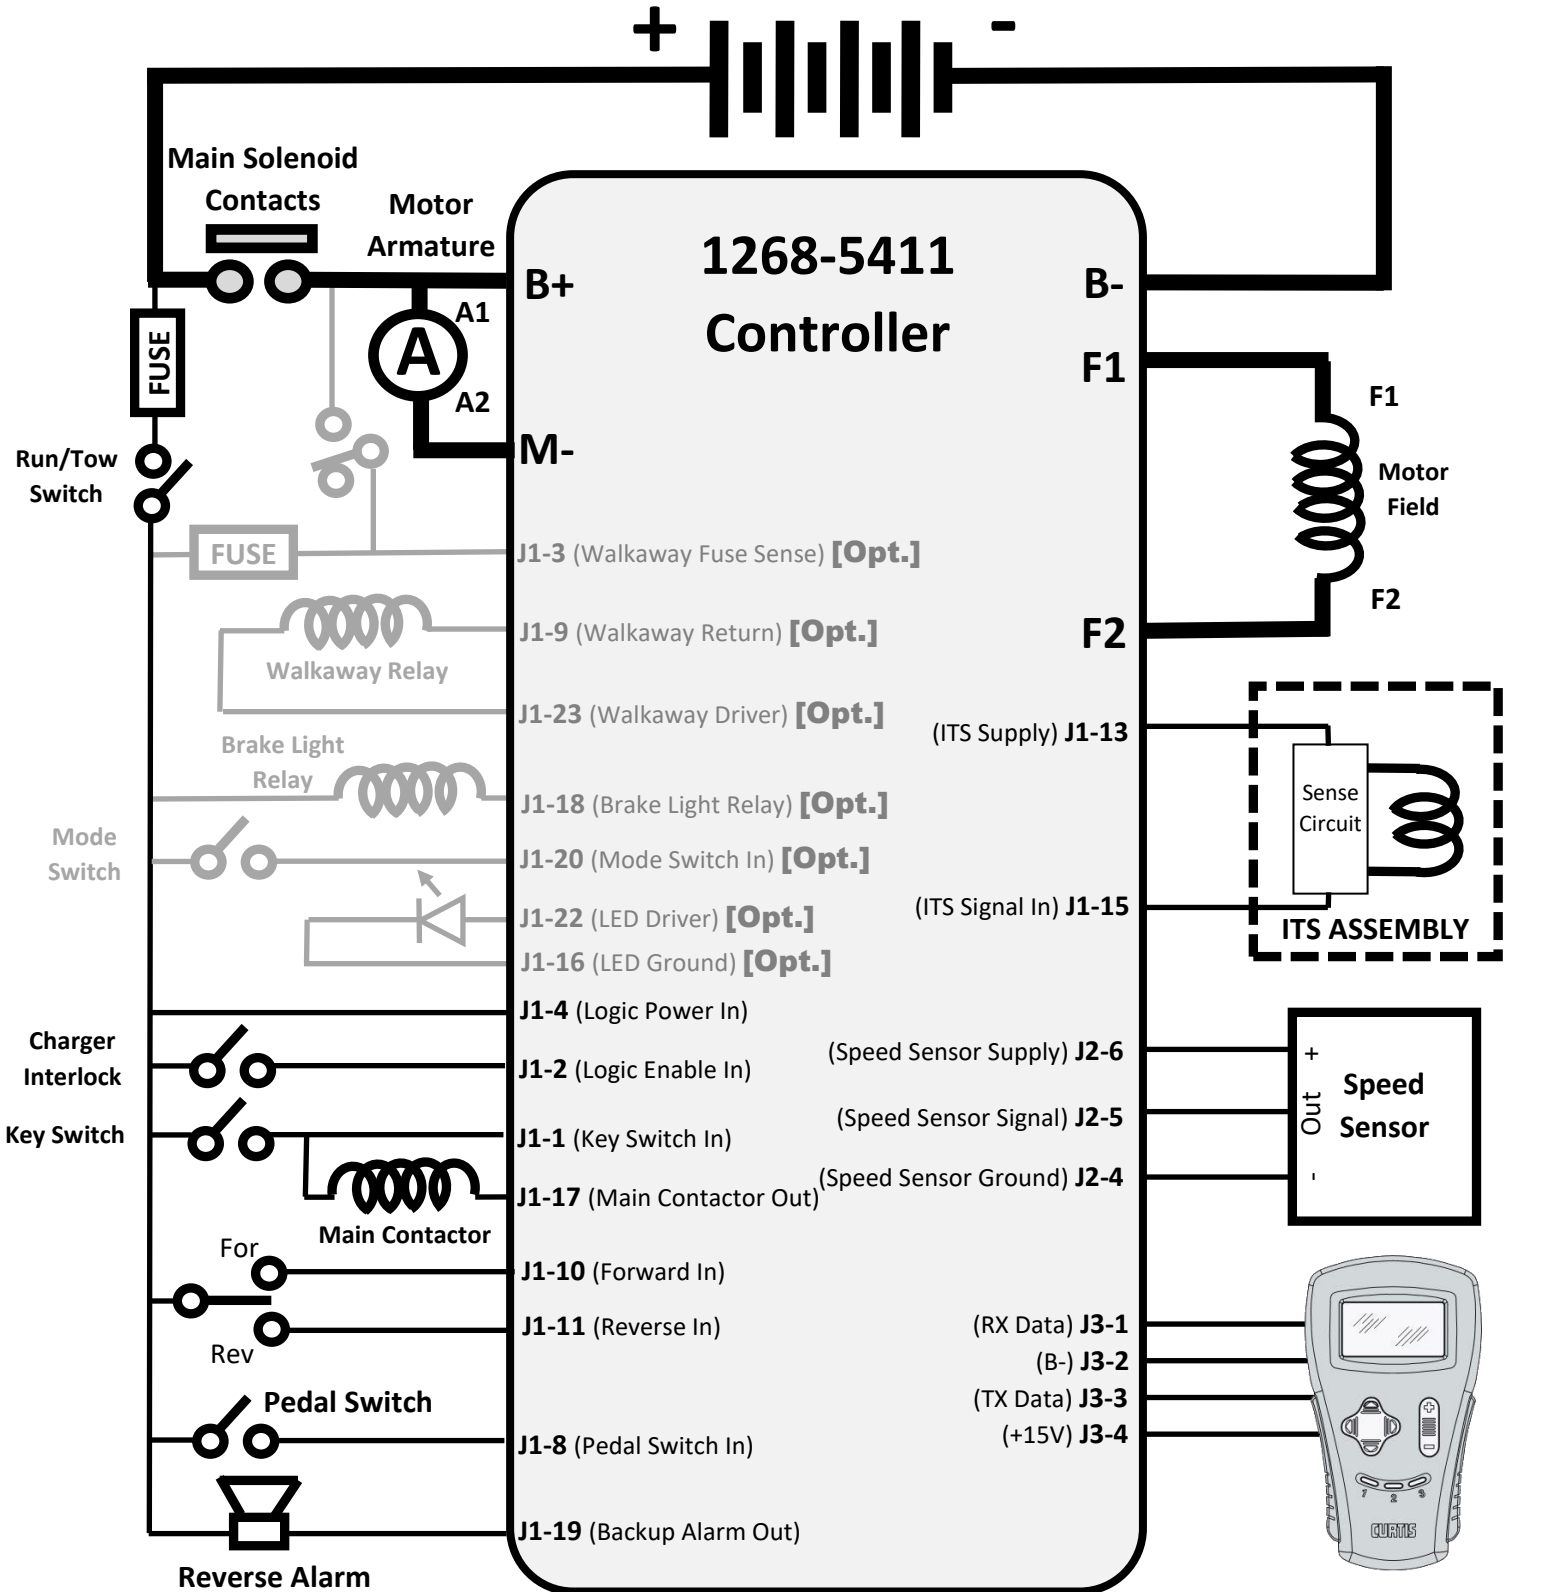 +
-
Main Solenoid
Contacts
Motor
Armature
1268-5411
Controller
B+
B-
A1
A
A2
FUSE
M-
F1
F1
Motor
Field
F2
F2
Run/Tow
Switch
FUSE
J1-3 (Walkaway Fuse Sense) [Opt.]
J1-9 (Walkaway Return) [Opt.]
Walkaway Relay
J1-23 (Walkaway Driver) [Opt.]
(ITS Supply) J1-13
Brake Light
Relay
J1-18 (Brake Light Relay) [Opt.]
Sense
Circuit
Mode
Switch
J1-20 (Mode Switch In) [Opt.]
J1-22 (LED Driver) [Opt.]
(ITS Signal In) J1-15
ITS ASSEMBLY
J1-16 (LED Ground) [Opt.]
J1-4 (Logic Power In)
Charger
Interlock
J1-2 (Logic Enable In)
(Speed Sensor Supply) J2-6
+
Speed
Sensor
Out
(Speed Sensor Signal) J2-5
Key Switch
J1-1 (Key Switch In)
(Speed Sensor Ground) J2-4
-
J1-17 (Main Contactor Out)
Main Contactor
For
J1-10 (Forward In)
J1-11 (Reverse In)
Rev
(RX Data) J3-1
(B-) J3-2
(TX Data) J3-3
(+15V) J3-4
+
-
1 2 3
CURTIS
Pedal Switch
J1-8 (Pedal Switch In)
J1-19 (Backup Alarm Out)
Reverse Alarm